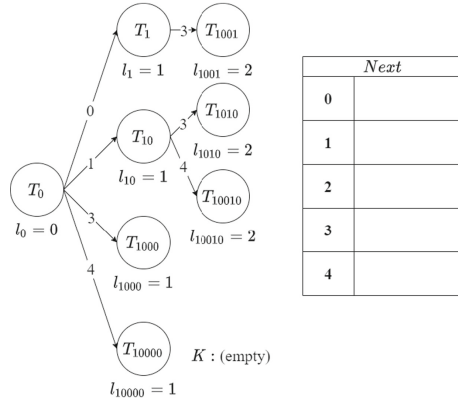 T_1
3
T_1001
l_1 = 1
l_1001 = 2
0
T_10
3
T_1010
l_1010 = 2
1
4
l_10 = 1
T_10010
l_10010 = 2
T_0
l_0 = 0
3
T_1000
l_1000 = 1
4
T_10000
l_10000 = 1
K : (empty)
Next
0
1
2
3
4